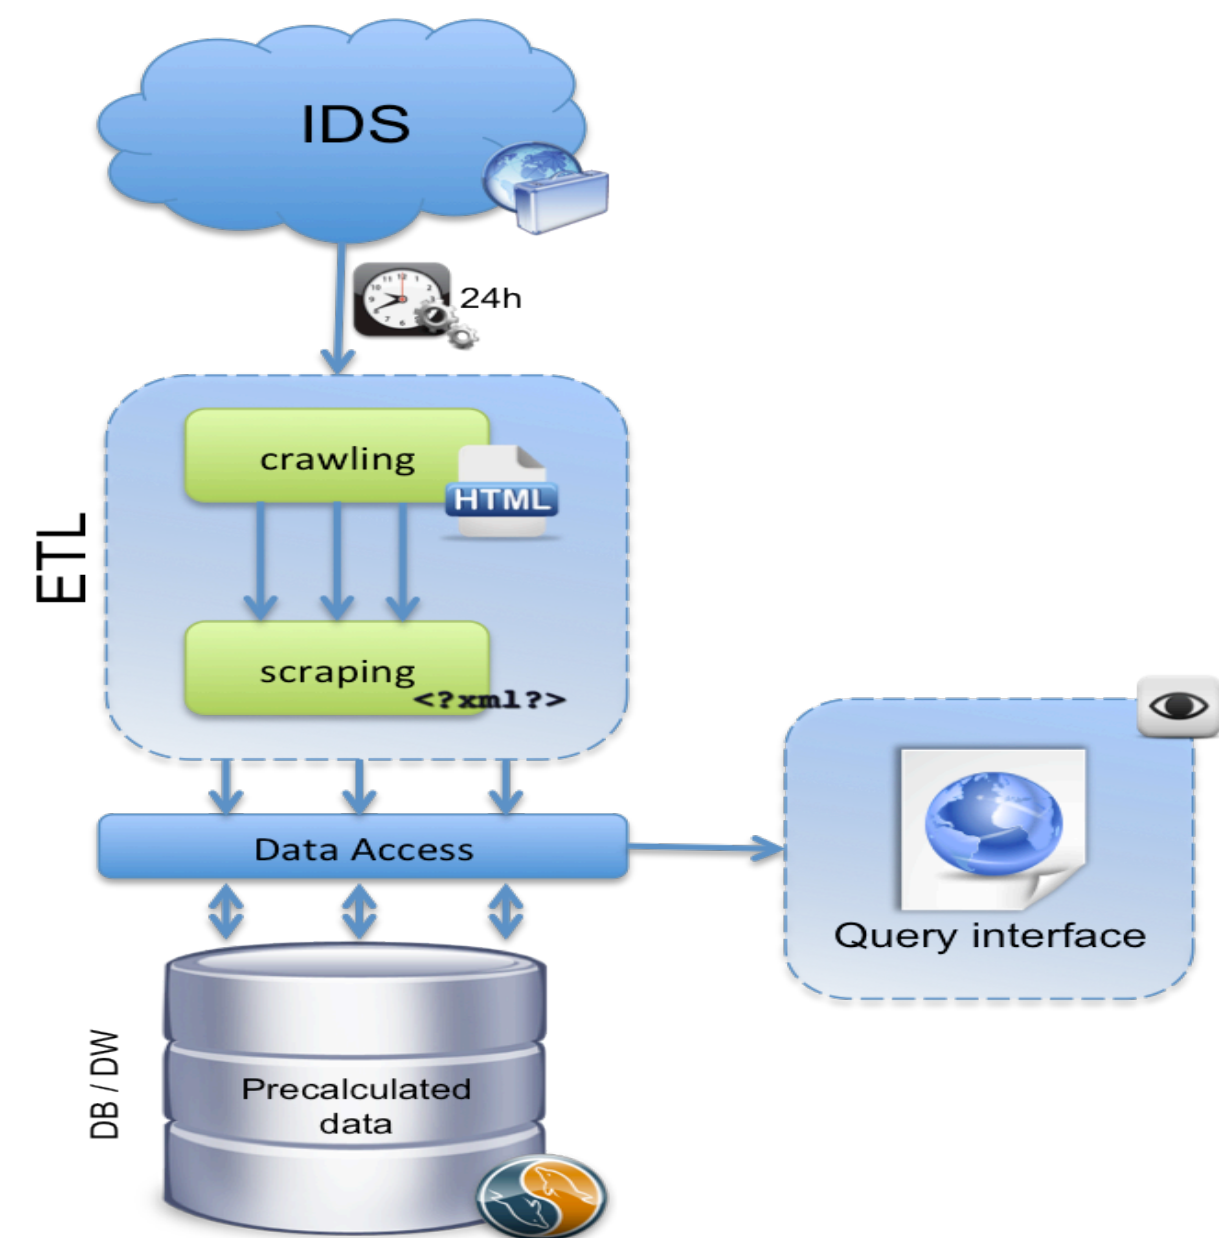 IDS
24h
ETL
crawling
HTML
scraping
<?xml?>
Data Access
Query interface
DB / DW
Precalculated
data